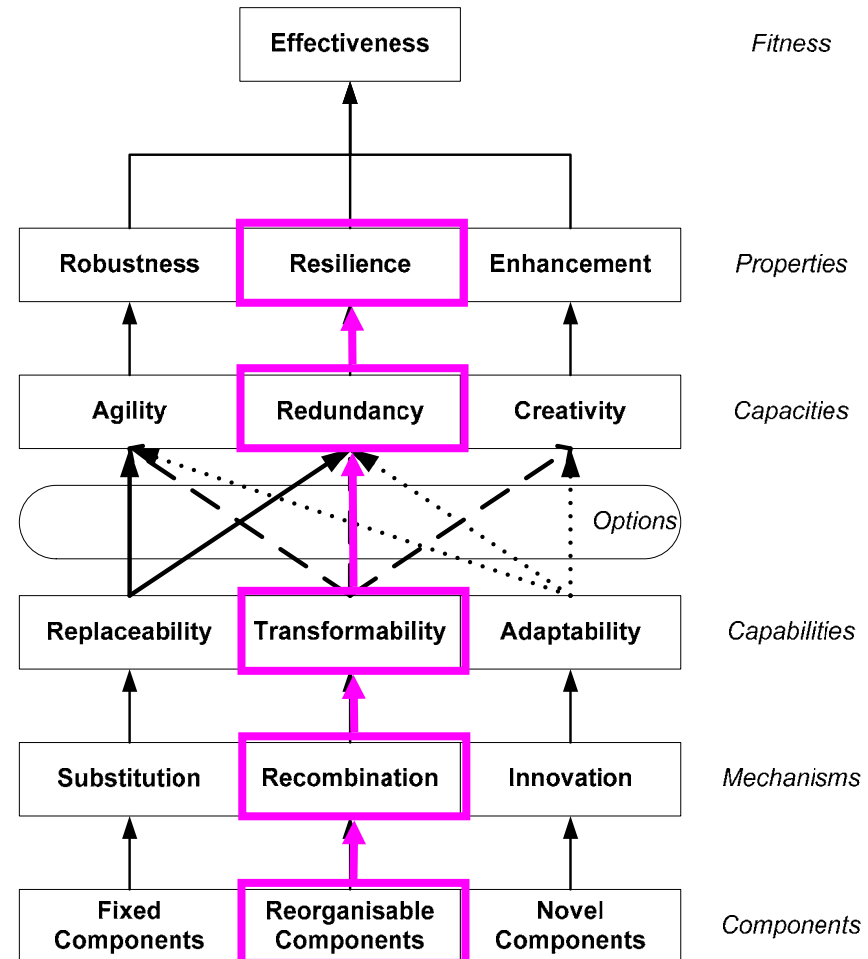 Effectiveness
Fitness
Robustness
Resilience
Enhancement
Properties
Agility
Redundancy
Creativity
Capacities
Options
Replaceability
Transformability
Adaptability
Capabilities
Substitution
Recombination
Innovation
Mechanisms
Fixed
Components
Reorganisable
Components
Novel
Components
Components